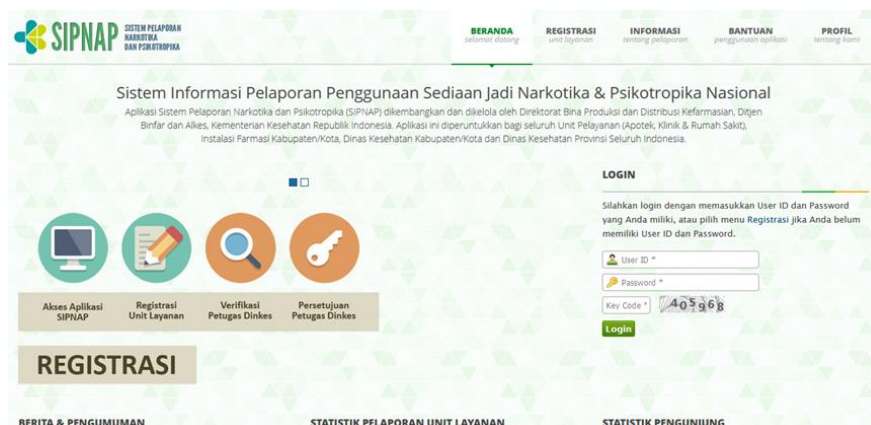 SIPNAP
SISTEM PELAPORAN
NARKOTIKA
DAN PSIKOTROPIKA
BERANDA
selamat datang
REGISTRASI
unit layanan
INFORMASI
tentang pelaporan
BANTUAN
penggunaan aplikasi
PROFIL
tentang kami
Sistem Informasi Pelaporan Penggunaan Sediaan Jadi Narkotika & Psikotropika Nasional
Aplikasi Sistem Pelaporan Narkotika dan Psikotropika (SIPNAP) dikembangkan dan dikelola oleh Direktorat Bina Produksi dan Distribusi Kefarmasian, Ditjen
Binfar dan Alkes, Kementerian Kesehatan Republik Indonesia. Aplikasi ini diperuntukkan bagi seluruh Unit Pelayanan (Apotek, Klinik & Rumah Sakit),
Instalasi Farmasi Kabupaten/Kota, Dinas Kesehatan Kabupaten/Kota dan Dinas Kesehatan Provinsi Seluruh Indonesia.
Akses Aplikasi
SIPNAP
Registrasi
Unit Layanan
Verifikasi
Petugas Dinkes
Persetujuan
Petugas Dinkes
REGISTRASI
LOGIN
Silahkan login dengan memasukkan User ID dan Password
yang Anda miliki, atau pilih menu Registrasi jika Anda belum
memiliki User ID dan Password.
User ID *
Password *
Key Code *
405968
Login
BERITA & PENGUMUMAN
STATISTIK PELAPORAN UNIT LAYANAN
STATISTIK PENGUNJUNG